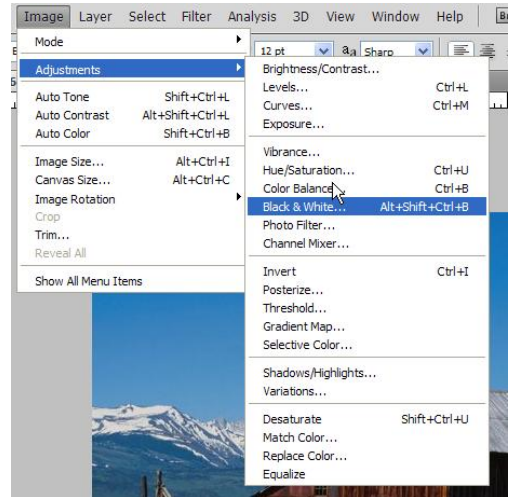 Image Layer Select Filter Analysis 3D View Window Help
12 pt aa Sharp
Mode
Adjustments
Auto Tone Shift+Ctrl+L
Auto Contrast Alt+Shift+Ctrl+L
Auto Color Shift+Ctrl+B
Image Size... Alt+Ctrl+I
Canvas Size... Alt+Ctrl+C
Image Rotation
Crop
Trim...
Reveal All
Show All Menu Items
Brightness/Contrast...
Levels... Ctrl+L
Curves... Ctrl+M
Exposure...
Vibrance...
Hue/Saturation... Ctrl+U
Color Balance Ctrl+B
Black & White... Alt+Shift+Ctrl+B
Photo Filter...
Channel Mixer...
Invert Ctrl+I
Posterize...
Threshold...
Gradient Map...
Selective Color...
Shadows/Highlights...
Variations...
Desaturate Shift+Ctrl+U
Match Color...
Replace Color...
Equalize